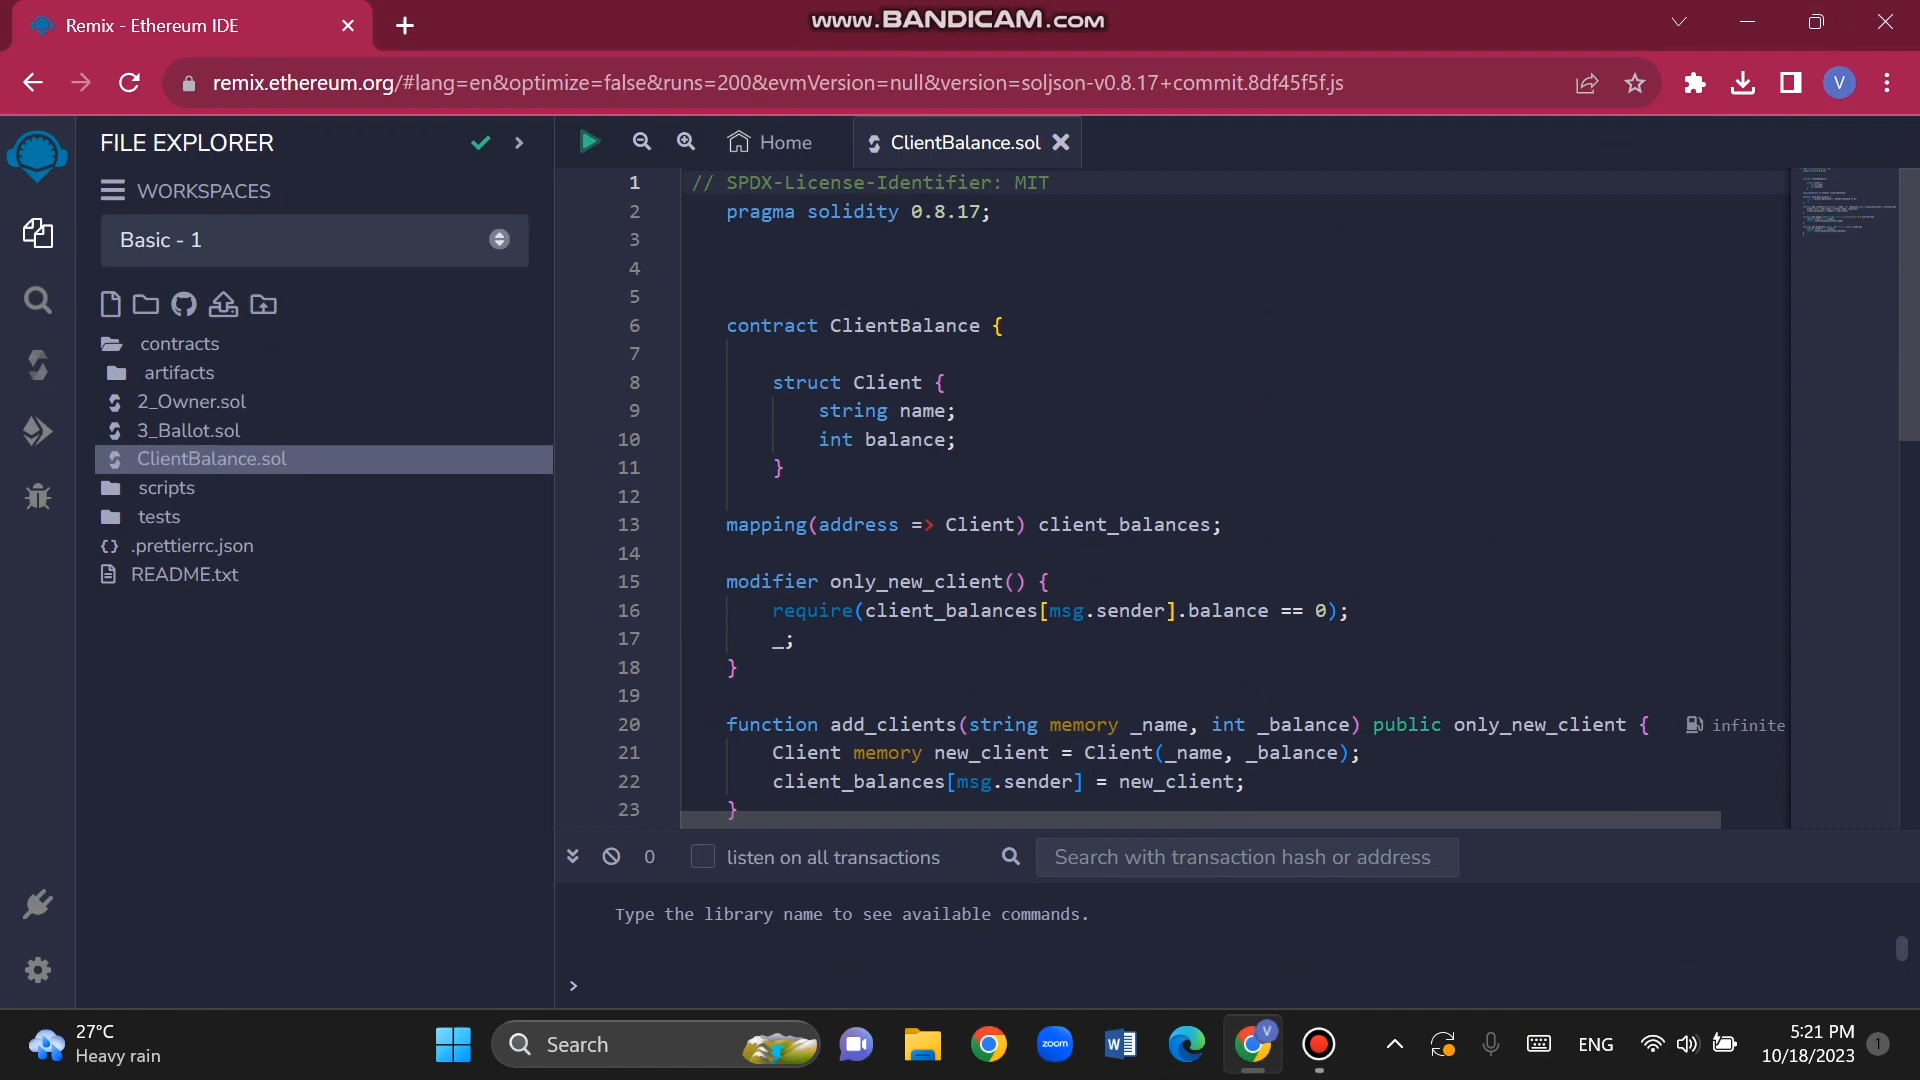 Remix - Ethereum IDE
www.BANDICAM.com
remix.ethereum.org/#lang=en&optimize=false&runs=200&evmVersion=null&version=soljson-v0.8.17+commit.8df45f5f.js
V
FILE EXPLORER
WORKSPACES
Basic - 1
contracts
artifacts
2_Owner.sol
3_Ballot.sol
ClientBalance.sol
scripts
tests
{} .prettierrc.json
README.txt
Home
ClientBalance.sol
1 // SPDX-License-Identifier: MIT
2 pragma solidity 0.8.17;
3
4
5
6 contract ClientBalance {
7
8 struct Client {
9 string name;
10 int balance;
11 }
12
13 mapping(address => Client) client_balances;
14
15 modifier only_new_client() {
16 require(client_balances[msg.sender].balance == 0);
17 _;
18 }
19
20 function add_clients(string memory _name, int _balance) public only_new_client { infinite
21 Client memory new_client = Client(_name, _balance);
22 client_balances[msg.sender] = new_client;
23 }
0 listen on all transactions Search with transaction hash or address
Type the library name to see available commands.
>
27°C
Heavy rain
Search
zoom
W
V
ENG
5:21 PM
10/18/2023
1